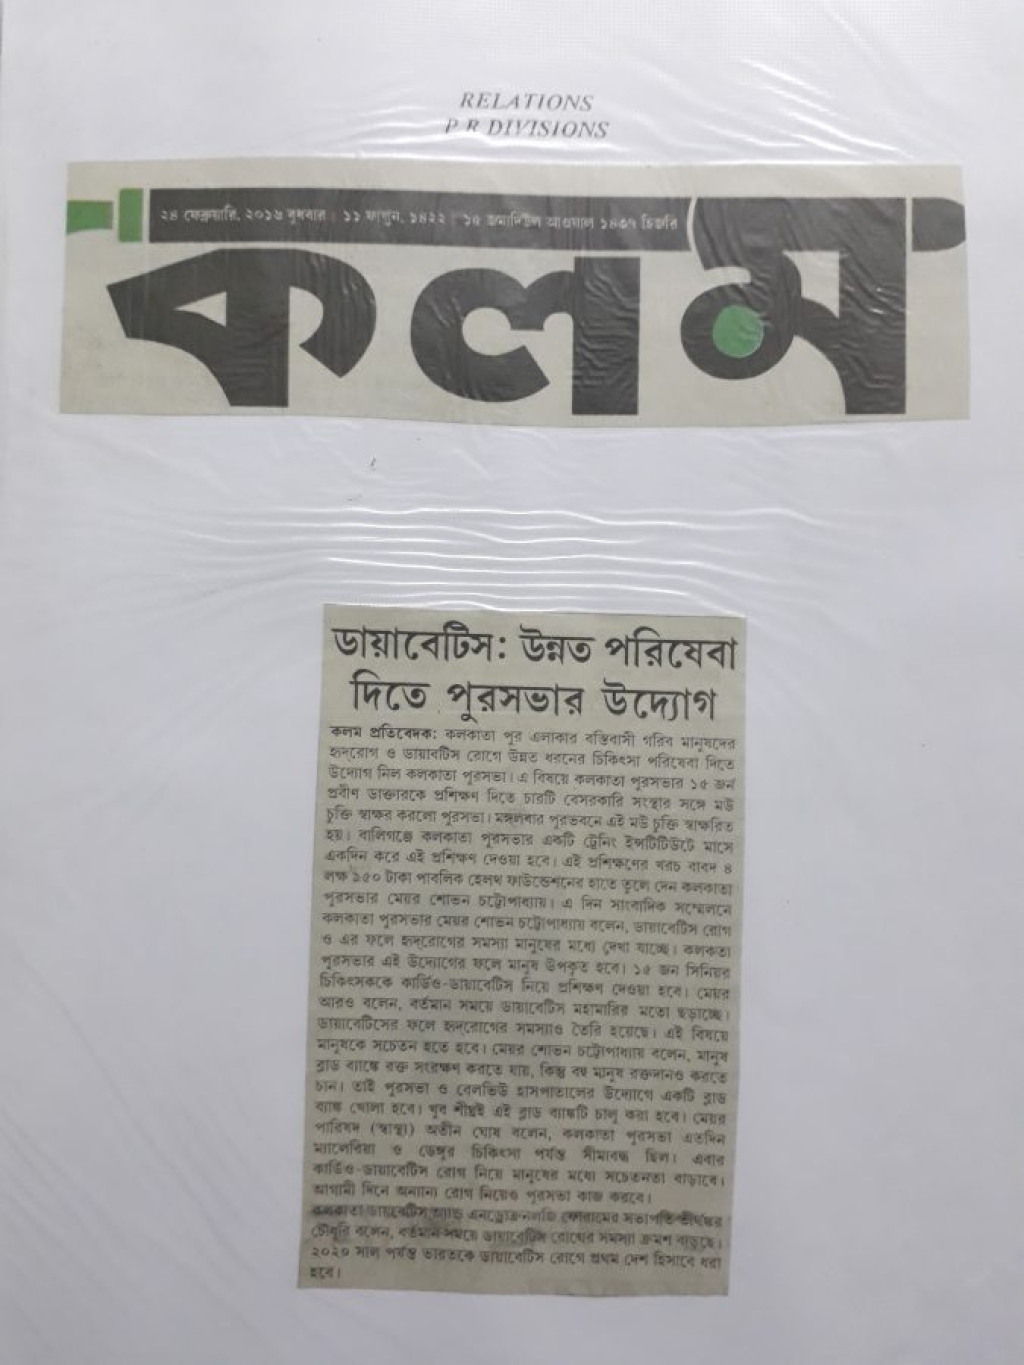 RELATIONS
P R DIVISIONS
২৪ ফেব্রুয়ারি, ২০১৬ বুধবার ১১ ফাগুন, ১৪২২ ১৫ জমাদিউল আওয়াল ১৪৩৭ হিজরি
কলম
ডায়াবেটিস: উন্নত পরিষেবা
দিতে পুরসভার উদ্যোগ
কলম প্রতিবেদক: কলকাতা পুর এলাকার বস্তিবাসী গরিব মানুষদের
হৃদ্‌রোগ ও ডায়াবটিস রোগে উন্নত ধরনের চিকিৎসা পরিষেবা দিতে
উদ্যোগ নিল কলকাতা পুরসভা। এ বিষয়ে কলকাতা পুরসভার ১৫ জন
প্রবীণ ডাক্তারকে প্রশিক্ষণ দিতে চারটি বেসরকারি সংস্থার সঙ্গে মউ
চুক্তি স্বাক্ষর করলো পুরসভা। মঙ্গলবার পুরভবনে এই মউ চুক্তি স্বাক্ষরিত
হয়। বালিগঞ্জে কলকাতা পুরসভার একটি ট্রেনিং ইন্সটিটিউটে মাসে
একদিন করে এই প্রশিক্ষণ দেওয়া হবে। এই প্রশিক্ষণের খরচ বাবদ ৪
লক্ষ ৯৫০ টাকা পাবলিক হেলথ ফাউন্ডেশনের হাতে তুলে দেন কলকাতা
পুরসভার মেয়র শোভন চট্টোপাধ্যায়। এ দিন সাংবাদিক সম্মেলনে
কলকাতা পুরসভার মেয়র শোভন চট্টোপাধ্যায় বলেন, ডায়াবেটিস রোগ
ও এর ফলে হৃদ্‌রোগের সমস্যা মানুষের মধ্যে দেখা যাচ্ছে। কলকতা
পুরসভার এই উদ্যোগের ফলে মানুষ উপকৃত হবে। ১৫ জন সিনিয়র
চিকিৎসককে কার্ডিও-ডায়াবেটিস নিয়ে প্রশিক্ষণ দেওয়া হবে। মেয়র
আরও বলেন, বর্তমান সময়ে ডায়াবেটিস মহামারির মতো ছড়াচ্ছে।
ডায়াবেটিসের ফলে হৃদ্‌রোগের সমস্যাও তৈরি হয়েছে। এই বিষয়ে
মানুষকে সচেতন হতে হবে। মেয়র শোভন চট্টোপাধ্যায় বলেন, মানুষ
ব্লাড ব্যাঙ্কে রক্ত সংরক্ষণ করতে যায়, কিন্তু বহু মানুষ রক্তদানও করতে
চান। তাই পুরসভা ও বেলভিউ হাসপাতালের উদ্যোগে একটি ব্লাড
ব্যাঙ্ক খোলা হবে। খুব শীঘ্রই এই ব্লাড ব্যাঙ্কটি চালু করা হবে। মেয়র
পারিষদ (স্বাস্থ্য) অতীন ঘোষ বলেন, কলকাতা পুরসভা এতদিন
ম্যালেরিয়া ও ডেঙ্গুর চিকিৎসা পর্যন্ত সীমাবদ্ধ ছিল। এবার
কার্ডিও-ডায়াবেটিস রোগ নিয়ে মানুষের মধ্যে সচেতনতা বাড়াবে।
আগামী দিনে অন্যান্য রোগ নিয়েও পুরসভা কাজ করবে।
কলকাতা ডায়াবেটিস অ্যান্ড এনড্রোক্রনলজি ফোরামের সভাপতি তীর্থঙ্কর
চৌধুরি বলেন, বর্তমান সময়ে ডায়াবেটিস রোগের সমস্যা ক্রমশ বাড়ছে।
২০২০ সাল পর্যন্ত ভারতকে ডায়াবেটিস রোগে প্রথম দেশ হিসাবে ধরা
হবে।